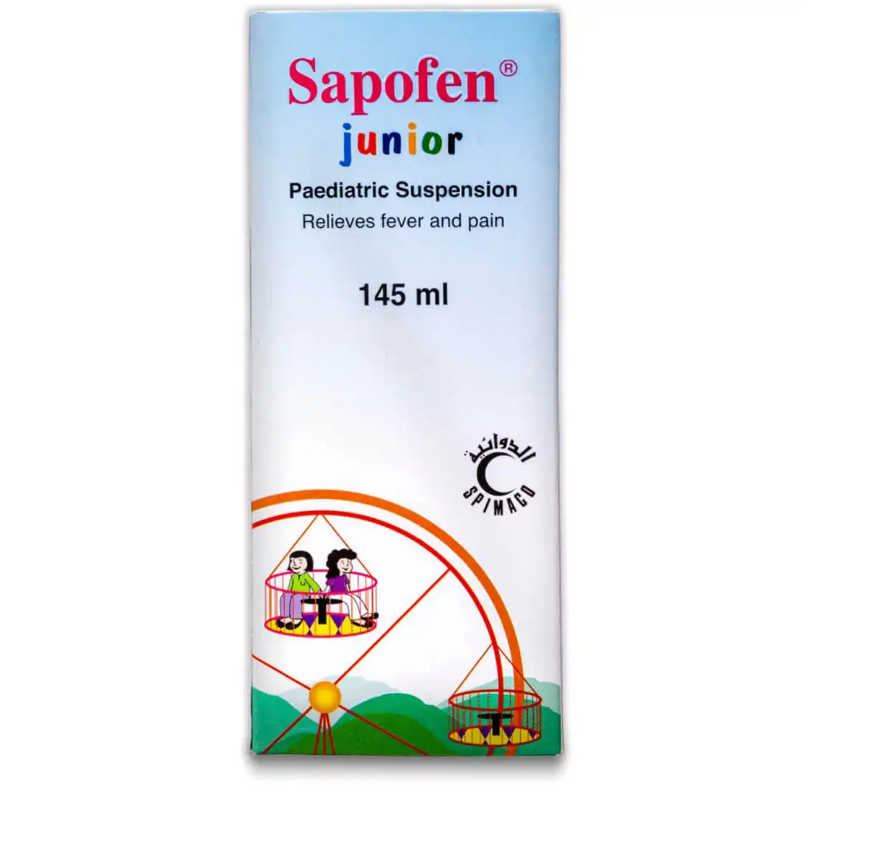 Sapofen®
junior
Paediatric Suspension
Relieves fever and pain
145 ml
الدوائية
SPIMACO